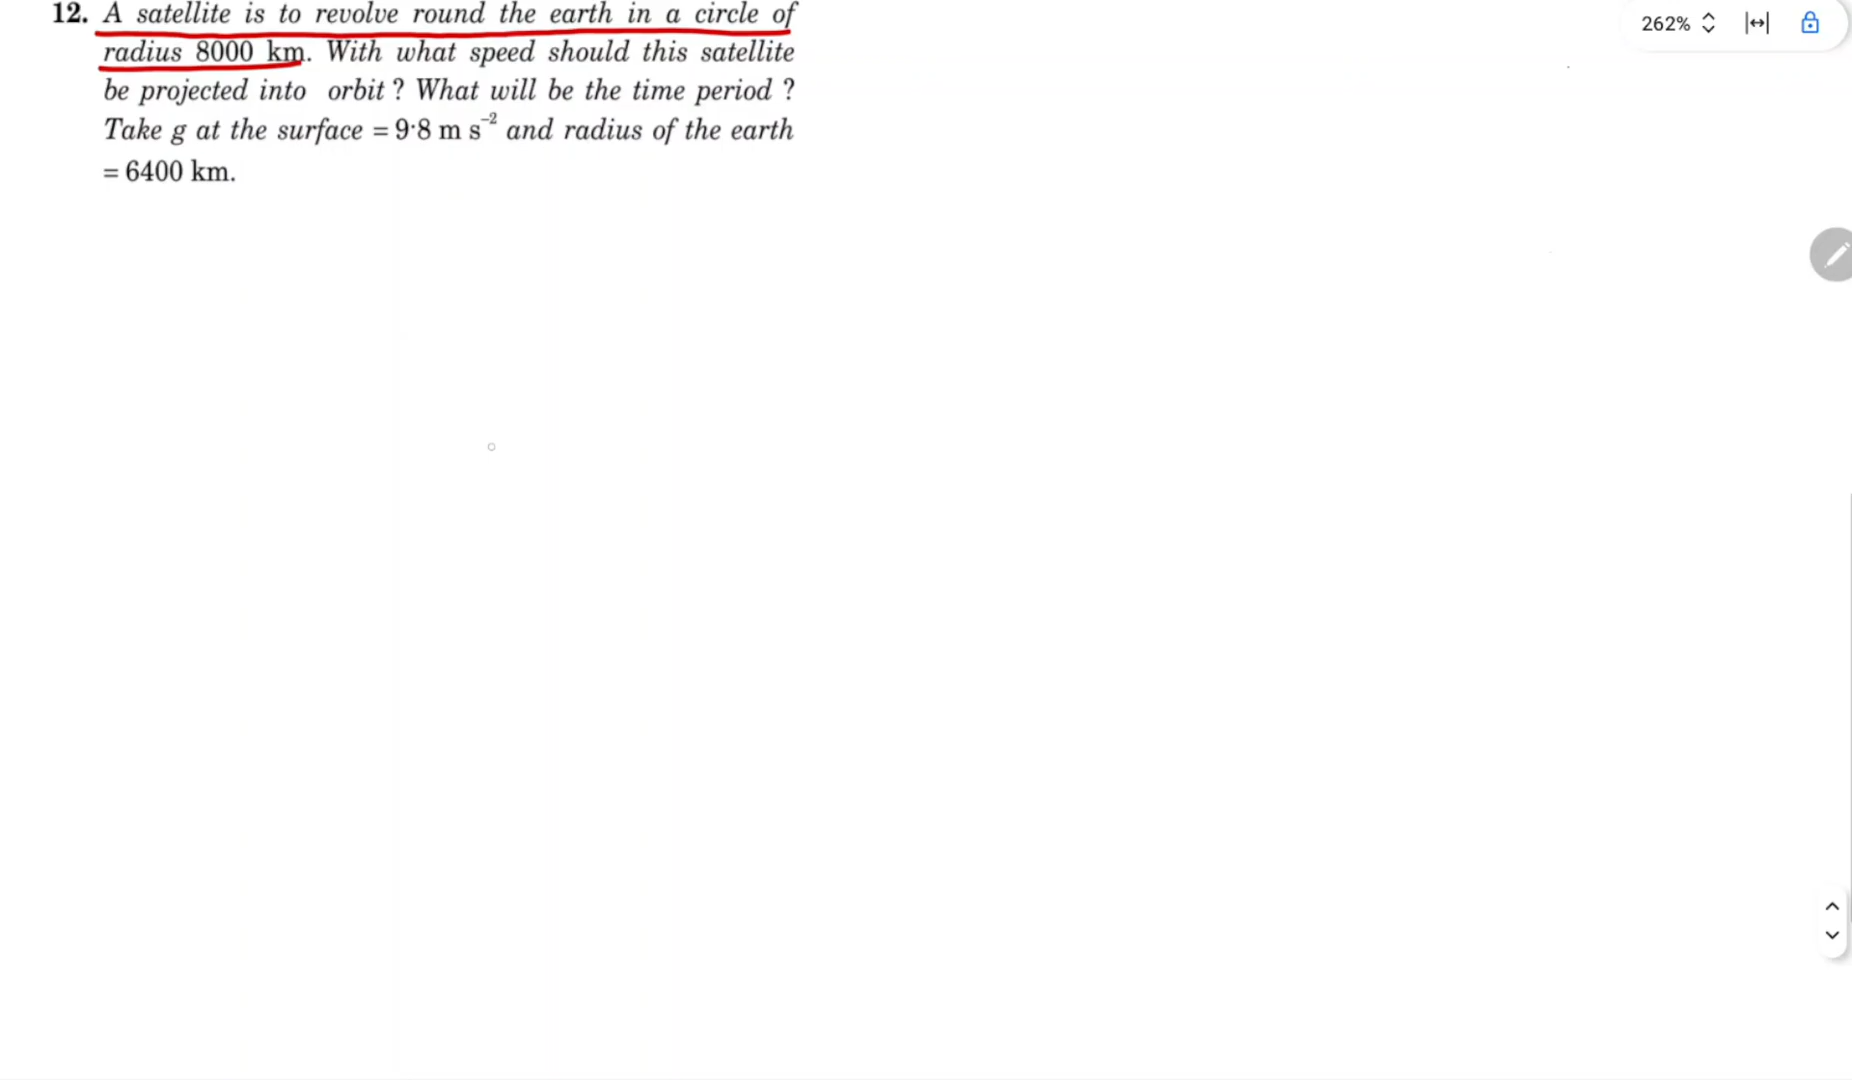 12. A satellite is to revolve round the earth in a circle of
radius 8000 km. With what speed should this satellite
be projected into orbit ? What will be the time period ?
Take g at the surface = 9·8 m s⁻² and radius of the earth
= 6400 km.
262%